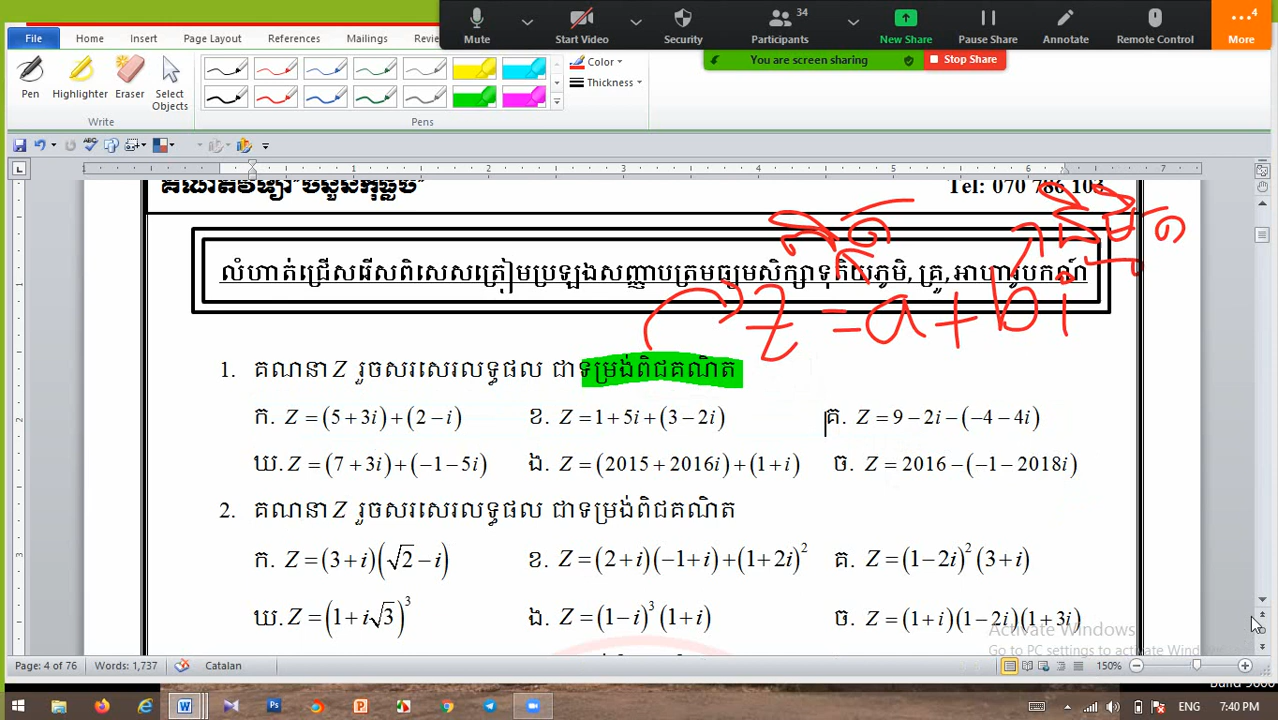 Mute
Start Video
Security
34
Participants
New Share
Pause Share
Annotate
Remote Control
4
More
You are screen sharing
Stop Share
File
Home
Insert
Page Layout
References
Mailings
Pen
Highlighter
Eraser
Select
Objects
Color
Thickness
Write
Pens
Tel: 070 786 103
លំហាត់ជ្រើសរើសពិសេសត្រៀមប្រឡងសញ្ញាបត្រមធ្យមសិក្សាទុតិយភូមិ, គ្រូ, អាហារូបករណ៍
z = a + bi
1. គណនា Z រួចសរសេរលទ្ធផល ជាទម្រង់ពិជគណិត
ក. Z = (5 + 3i) + (2 − i) ខ. Z = 1 + 5i + (3 − 2i) គ. Z = 9 − 2i − (−4 − 4i)
ឃ. Z = (7 + 3i) + (−1 − 5i) ង. Z = (2015 + 2016i) + (1 + i) ច. Z = 2016 − (−1 − 2018i)
2. គណនា Z រួចសរសេរលទ្ធផល ជាទម្រង់ពិជគណិត
ក. Z = (3 + i)(√2 − i) ខ. Z = (2 + i)(−1 + i) + (1 + 2i)² គ. Z = (1 − 2i)² (3 + i)
ឃ. Z = (1 + i√3)³ ង. Z = (1 − i)³ (1 + i) ច. Z = (1 + i)(1 − 2i)(1 + 3i)
Activate Windows
Go to PC settings to activate Windows.
Page: 4 of 76
Words: 1,737
Catalan
150%
Build 9600
7:40 PM